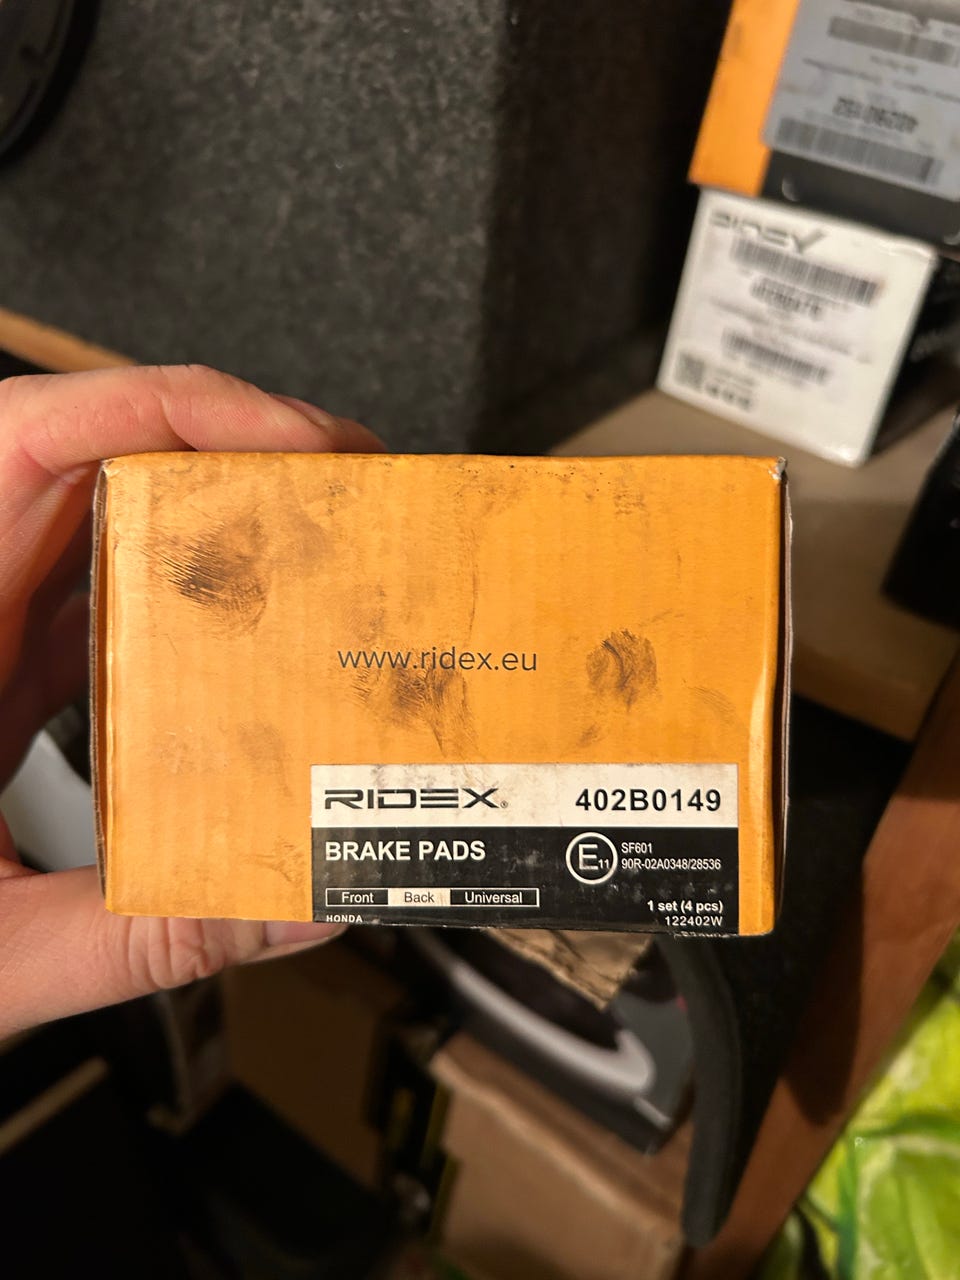 www.ridex.eu
RIDEX®
402B0149
BRAKE PADS
E11
SF601
90R-02A0348/28536
Front Back Universal
1 set (4 pcs)
HONDA
122402W